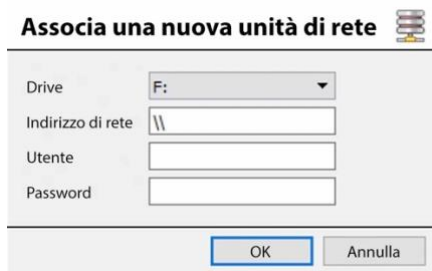 Associa una nuova unità di rete
Drive F:
Indirizzo di rete \\
Utente
Password
OK Annulla